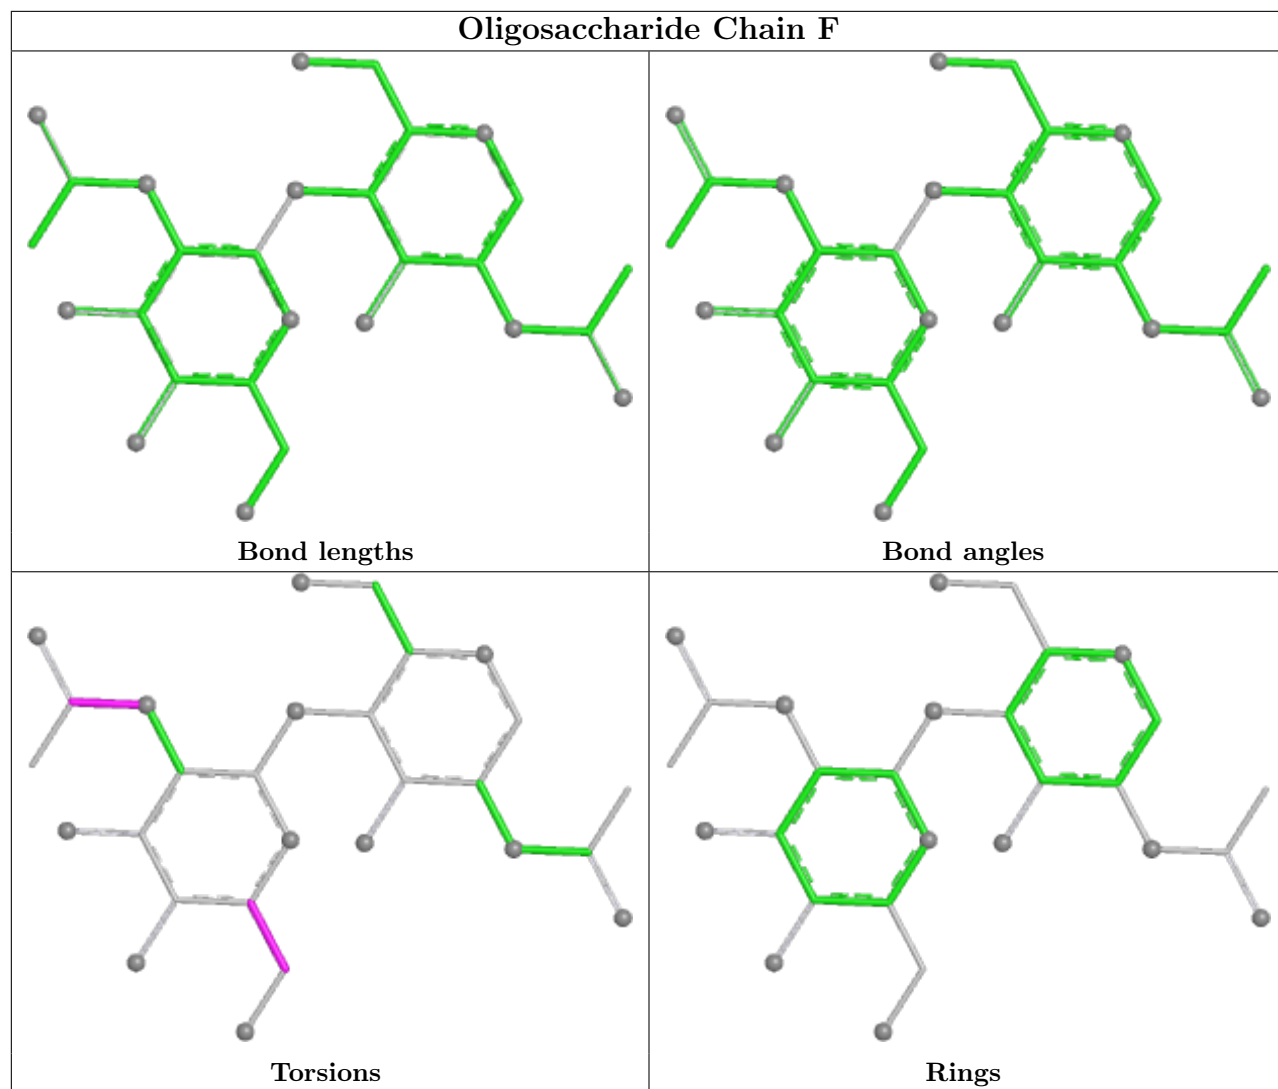 Oligosaccharide Chain F
Bond lengths
Bond angles
Torsions
Rings